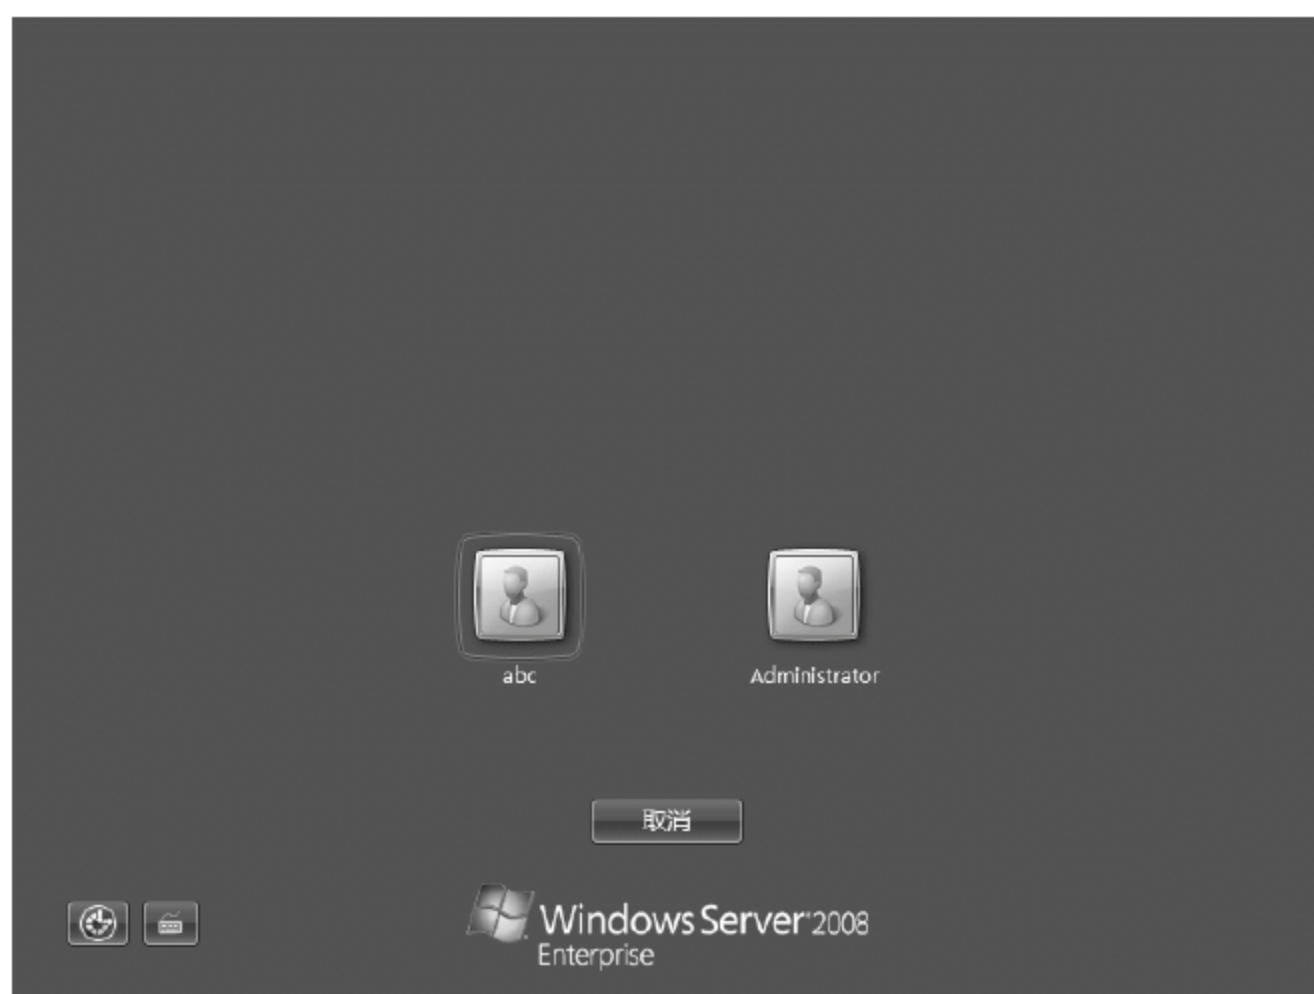 abc
Administrator
取消
Windows Server 2008
Enterprise